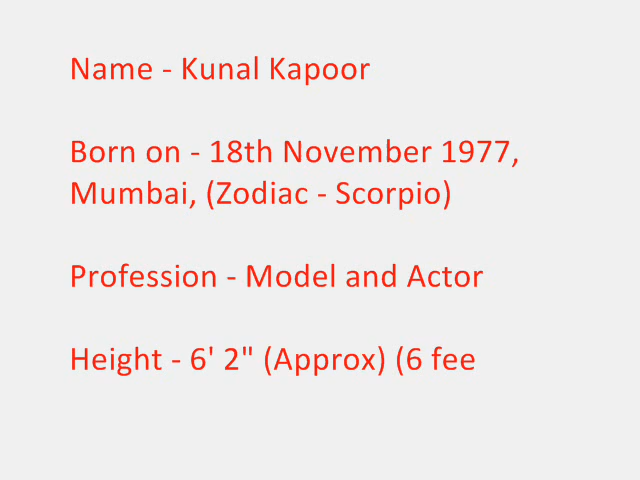 Name - Kunal Kapoor
Born on - 18th November 1977,
Mumbai, (Zodiac - Scorpio)
Profession - Model and Actor
Height - 6' 2" (Approx) (6 fee